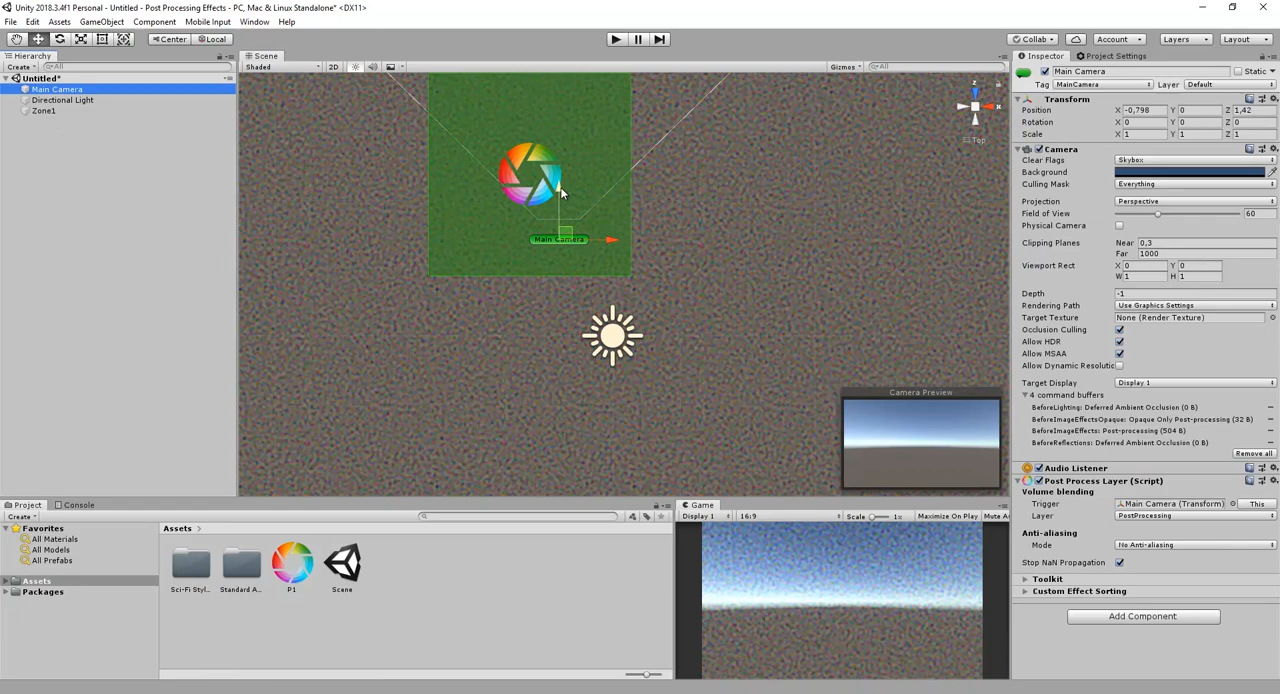 Unity 2018.3.4f1 Personal - Untitled - Post Processing Effects - PC, Mac & Linux Standalone* <DX11>
File Edit Assets GameObject Component Mobile Input Window Help
Center Local
Collab Account Layers Layout
Hierarchy
Create All
Untitled*
Main Camera
Directional Light
Zone1
Scene
Shaded 2D Gizmos All
z
x
Top
Main Camera
Camera Preview
Inspector Project Settings
Main Camera Static
Tag MainCamera Layer Default
Transform
Position X -0,798 Y 0 Z 1,42
Rotation X 0 Y 0 Z 0
Scale X 1 Y 1 Z 1
Camera
Clear Flags Skybox
Background
Culling Mask Everything
Projection Perspective
Field of View 60
Physical Camera
Clipping Planes Near 0,3
Far 1000
Viewport Rect X 0 Y 0
W 1 H 1
Depth -1
Rendering Path Use Graphics Settings
Target Texture None (Render Texture)
Occlusion Culling
Allow HDR
Allow MSAA
Allow Dynamic Resolutic
Target Display Display 1
4 command buffers
BeforeLighting: Deferred Ambient Occlusion (0 B)
BeforeImageEffectsOpaque: Opaque Only Post-processing (32 B)
BeforeImageEffects: Post-processing (504 B)
BeforeReflections: Deferred Ambient Occlusion (0 B)
Remove all
Audio Listener
Post Process Layer (Script)
Volume blending
Trigger Main Camera (Transform) This
Layer PostProcessing
Anti-aliasing
Mode No Anti-aliasing
Stop NaN Propagation
Toolkit
Custom Effect Sorting
Add Component
Project Console
Create
Favorites
All Materials
All Models
All Prefabs
Assets
Packages
Assets
Sci-Fi Styl... Standard A... P1 Scene
Game
Display 1 16:9 Scale 1x Maximize On Play Mute Au